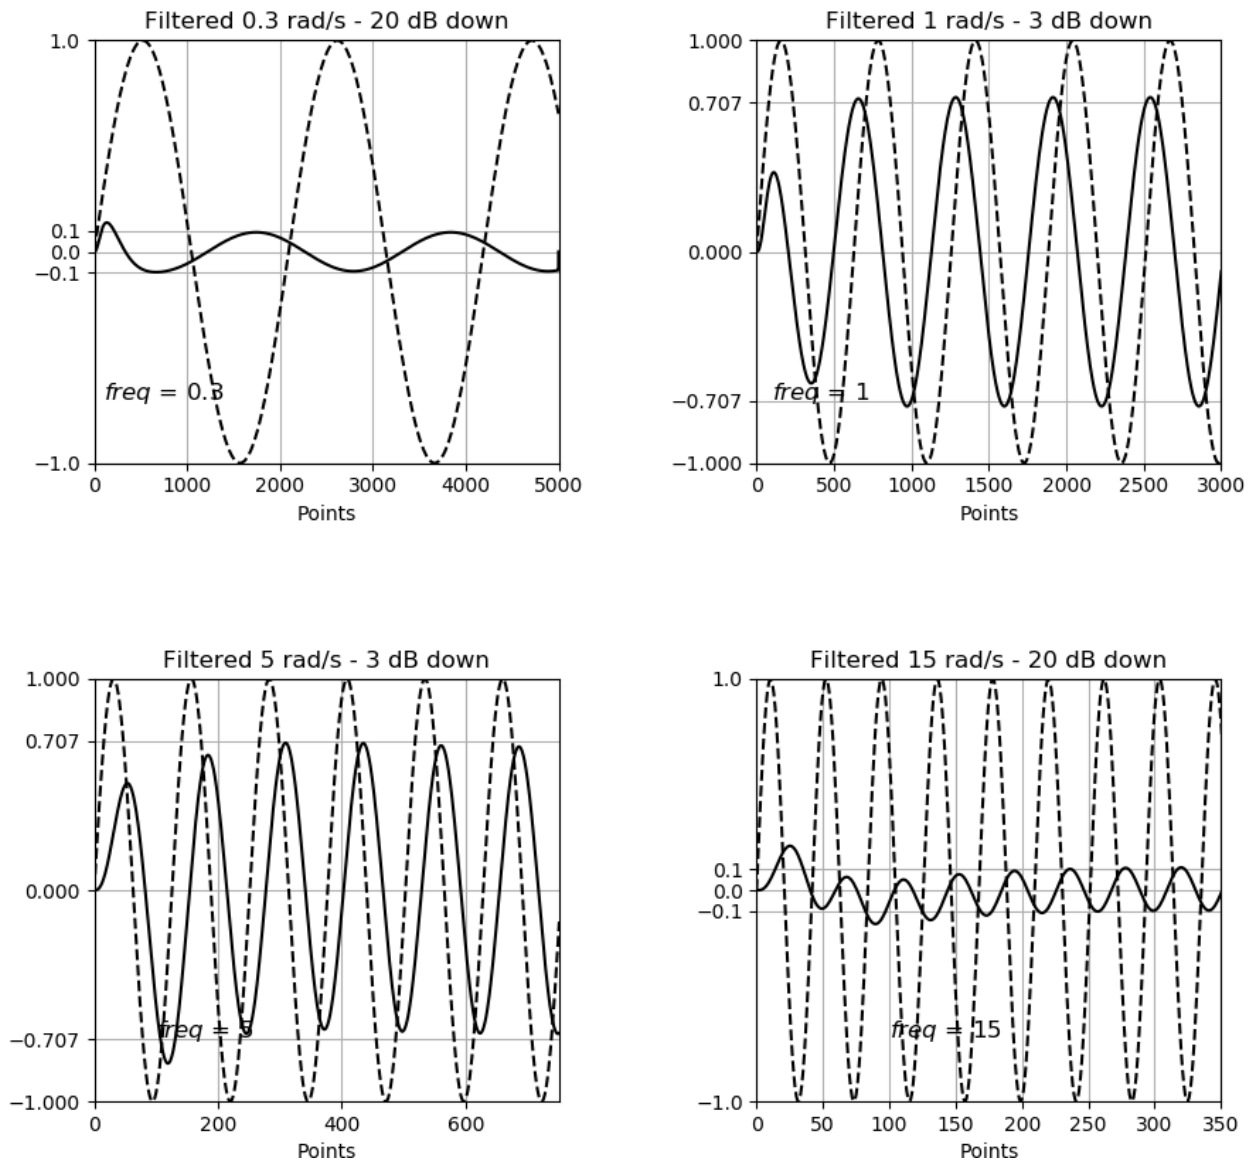 Filtered 0.3 rad/s - 20 dB down
1.0
0.1
0.0
−0.1
−1.0
freq = 0.3
0 1000 2000 3000 4000 5000
Points
Filtered 1 rad/s - 3 dB down
1.000
0.707
0.000
−0.707
−1.000
freq = 1
0 500 1000 1500 2000 2500 3000
Points
Filtered 5 rad/s - 3 dB down
1.000
0.707
0.000
−0.707
−1.000
freq = 5
0 200 400 600
Points
Filtered 15 rad/s - 20 dB down
1.0
0.1
0.0
−0.1
−1.0
freq = 15
0 50 100 150 200 250 300 350
Points